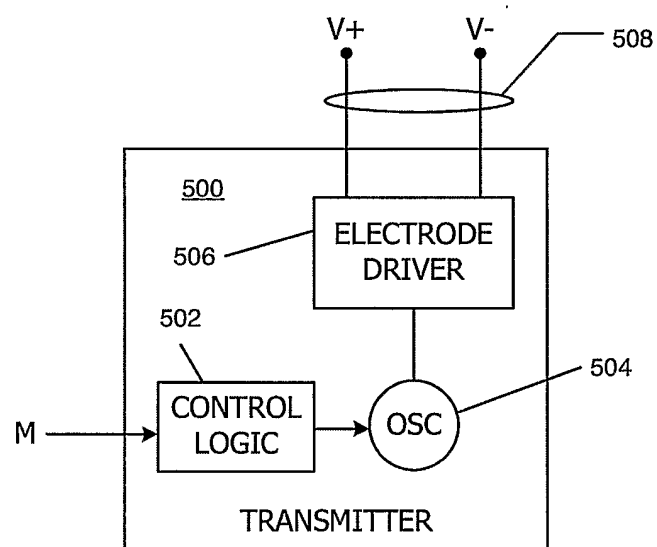 V+ V-
508
500
506
ELECTRODE
DRIVER
502
504
CONTROL
LOGIC
OSC
M
TRANSMITTER